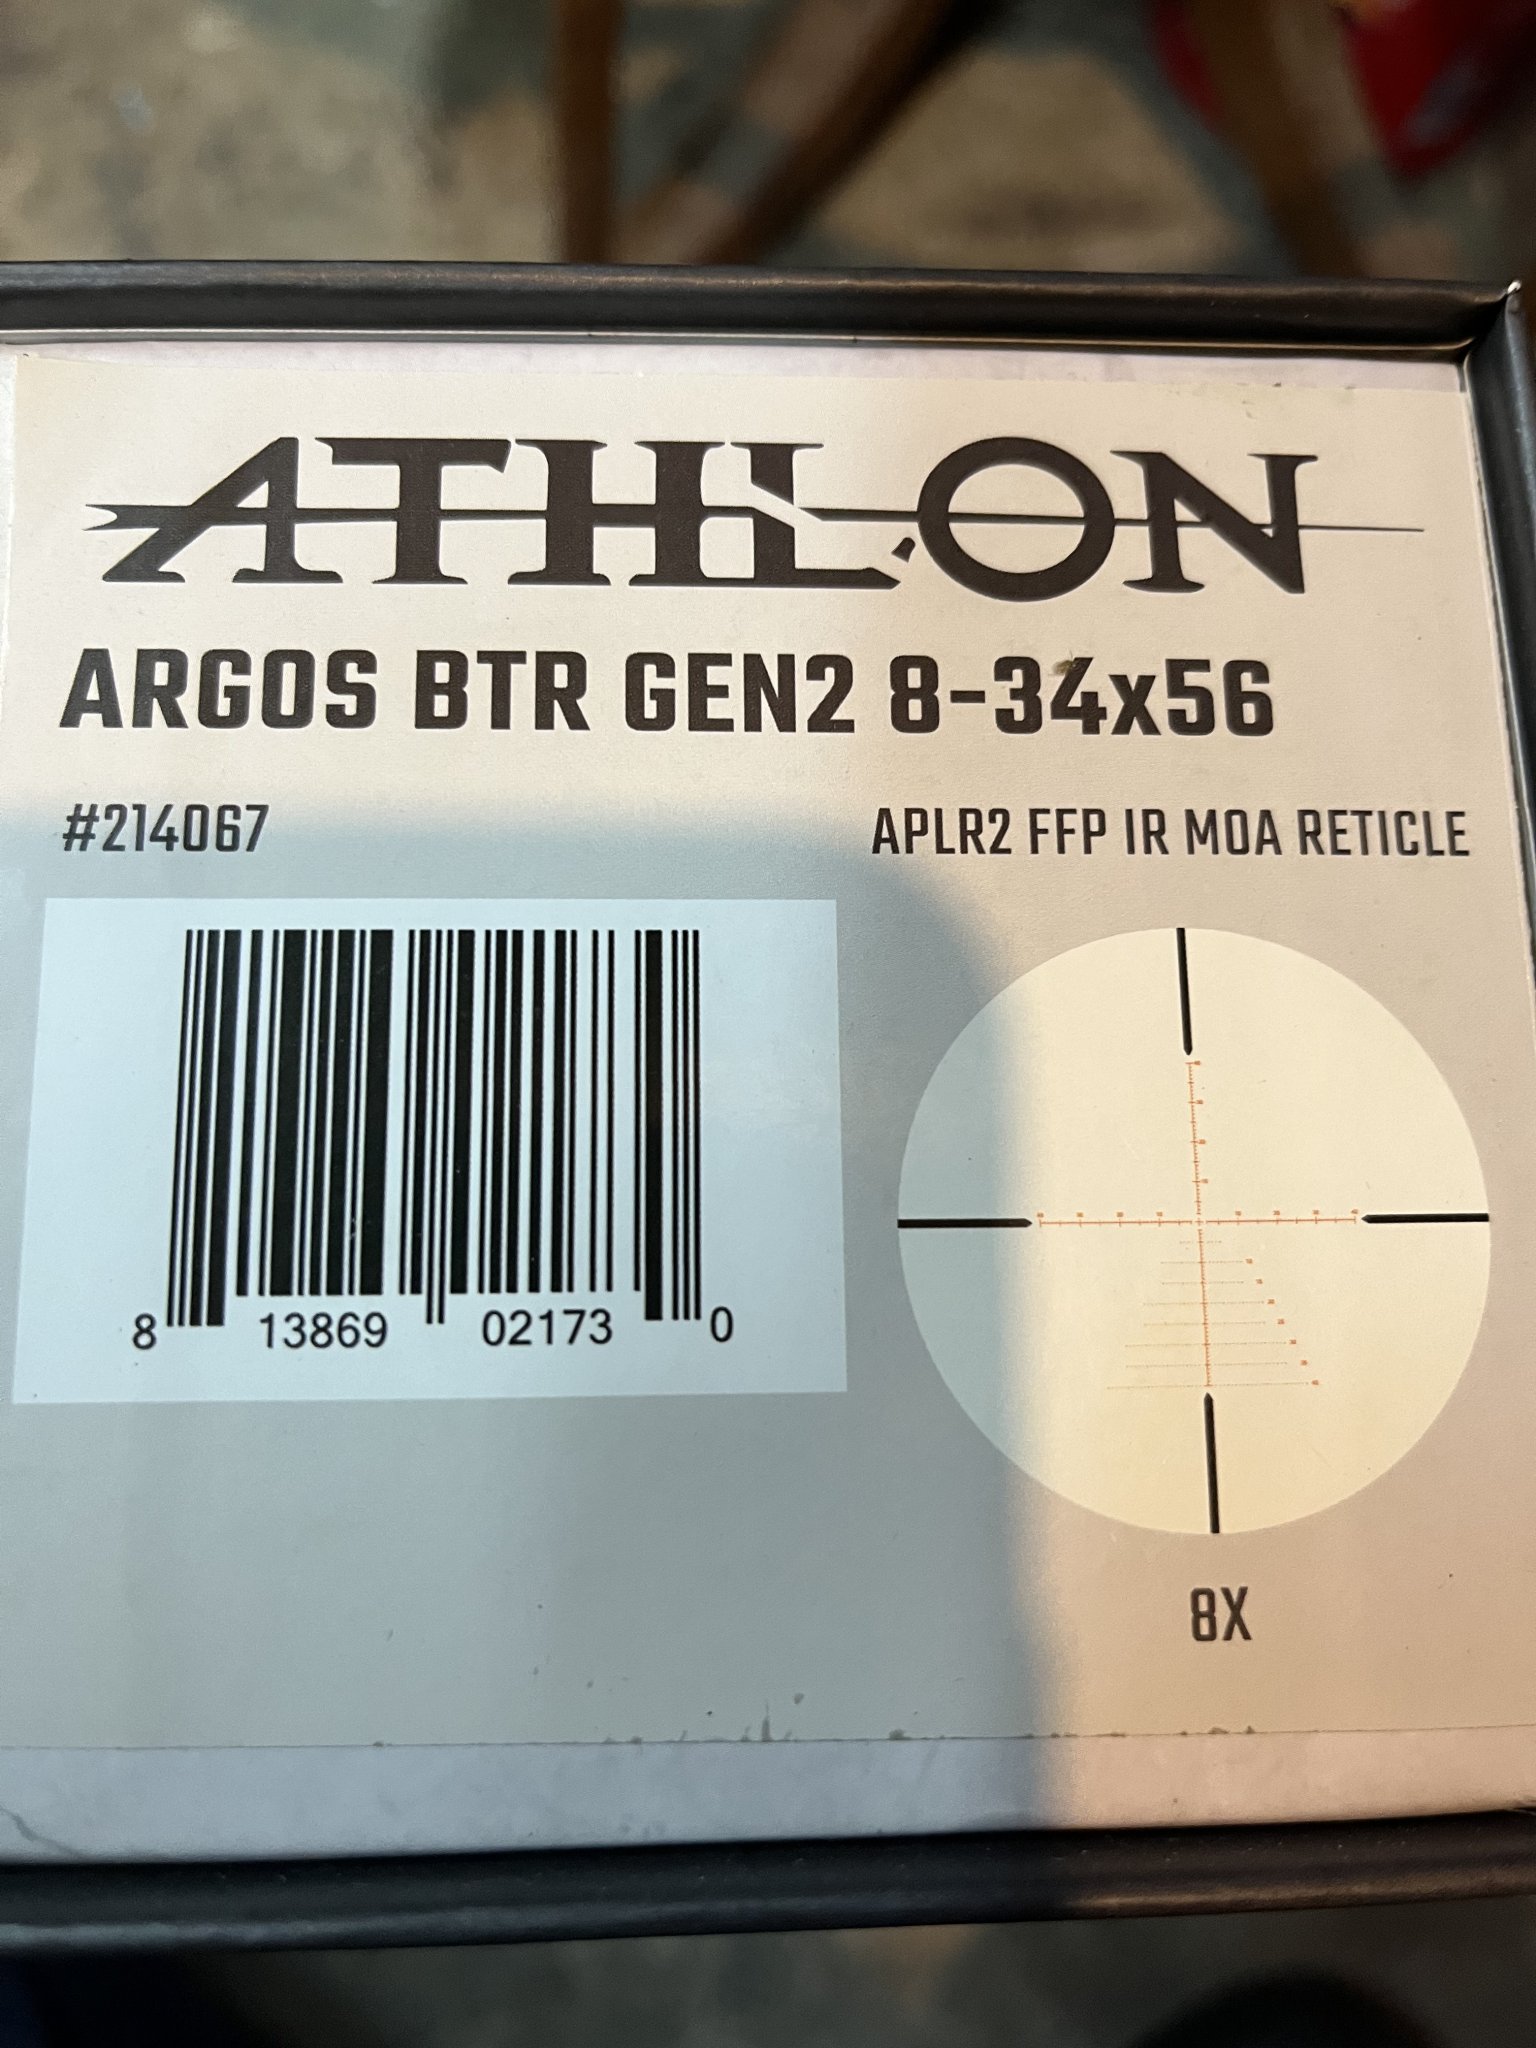 ATHLON
ARGOS BTR GEN2 8-34x56
#214067
APLR2 FFP IR MOA RETICLE
8 13869 02173 0
8X